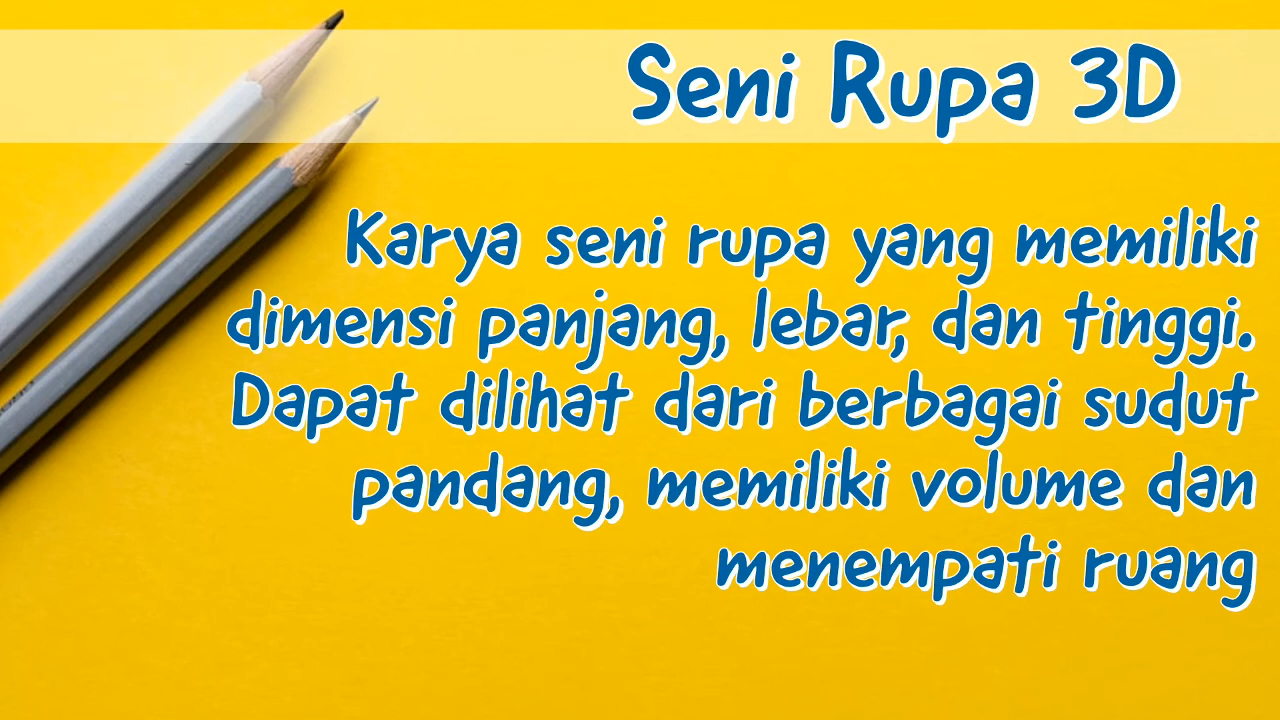 Seni Rupa 3D
Karya seni rupa yang memiliki
dimensi panjang, lebar, dan tinggi.
Dapat dilihat dari berbagai sudut
pandang, memiliki volume dan
menempati ruang